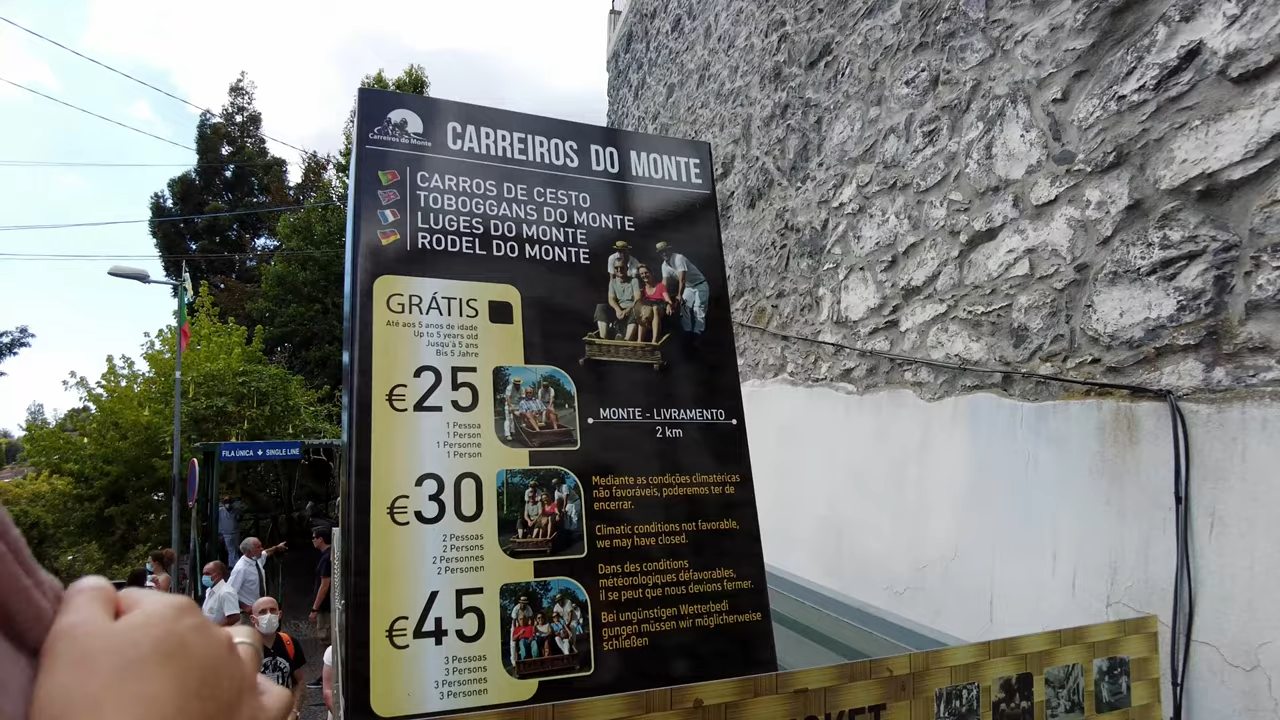 Carreiros do Monte
CARREIROS DO MONTE
CARROS DE CESTO
TOBOGGANS DO MONTE
LUGES DO MONTE
RODEL DO MONTE
GRÁTIS
Até aos 5 anos de idade
Up to 5 years old
Jusqu'à 5 ans
Bis 5 Jahre
€25
1 Pessoa
1 Person
1 Personne
1 Person
€30
2 Pessoas
2 Persons
2 Personnes
2 Personen
€45
3 Pessoas
3 Persons
3 Personnes
3 Personen
MONTE - LIVRAMENTO
2 km
Mediante as condições climatéricas
não favoráveis, poderemos ter de
encerrar.
Climatic conditions not favorable,
we may have closed.
Dans des conditions
météorologiques défavorables,
il se peut que nous devions fermer.
Bei ungünstigen Wetterbedi
gungen müssen wir möglicherweise
schließen
FILA ÚNICA SINGLE LINE